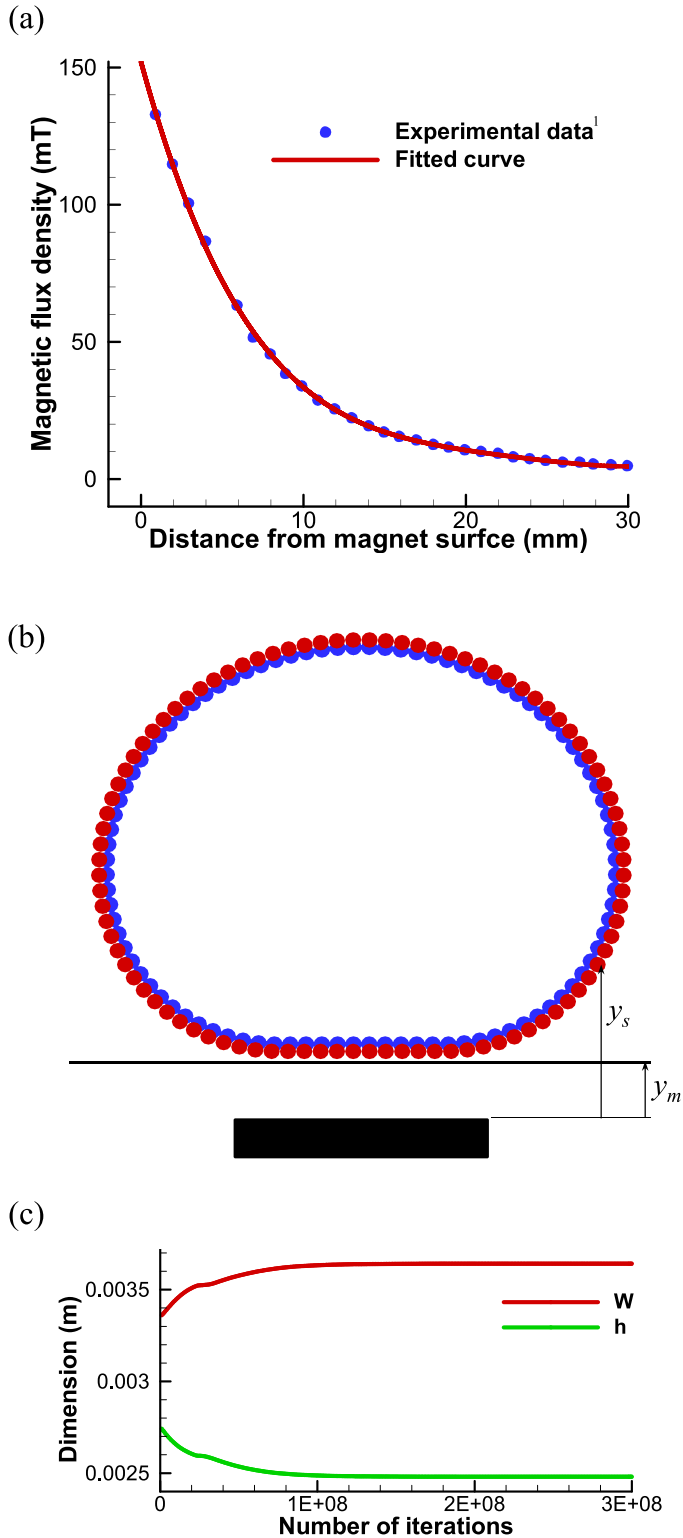 (a)
150
100
50
0
Magnetic flux density (mT)
Experimental data1
Fitted curve
0 10 20 30
Distance from magnet surfce (mm)
(b)
ys
ym
(c)
0.0035
0.003
0.0025
Dimension (m)
W
h
0 1E+08 2E+08 3E+08
Number of iterations